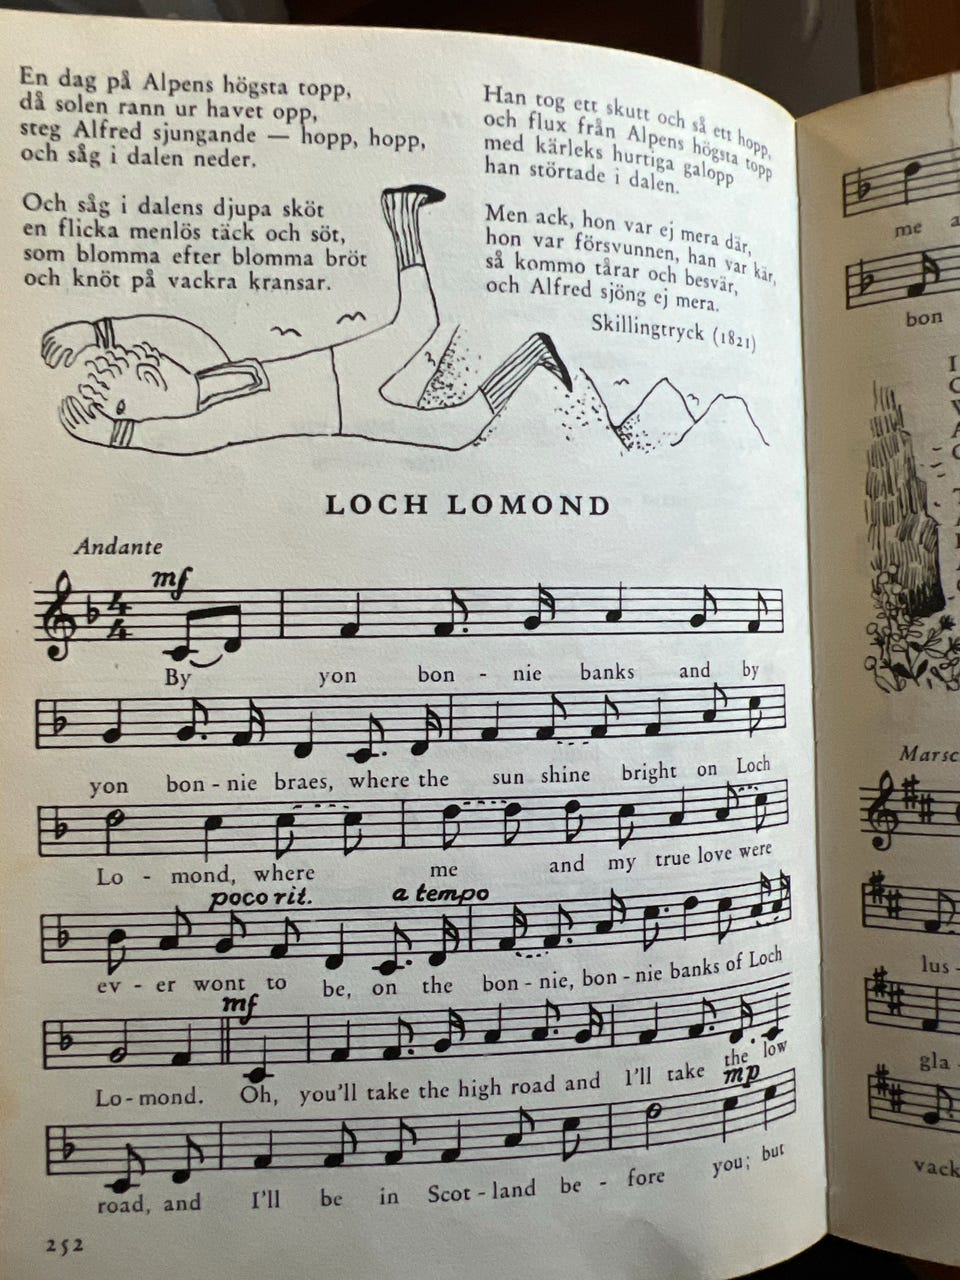 En dag på Alpens högsta topp,
då solen rann ur havet opp,
steg Alfred sjungande — hopp, hopp,
och såg i dalen neder.
Och såg i dalens djupa sköt
en flicka menlös täck och söt,
som blomma efter blomma bröt
och knöt på vackra kransar.
Han tog ett skutt och så ett hopp,
och flux från Alpens högsta topp
med kärleks hurtiga galopp
han störtade i dalen.
Men ack, hon var ej mera där,
hon var försvunnen, han var kär,
så kommo tårar och besvär,
och Alfred sjöng ej mera.
Skillingtryck (1821)
LOCH LOMOND
Andante
mf
By yon bon - nie banks and by
yon bon - nie braes, where the sun shine bright on Loch
Lo - mond, where me and my true love were
poco rit. a tempo
ev - er wont to be, on the bon - nie, bon - nie banks of Loch
mf
Lo - mond. Oh, you'll take the high road and I'll take the low
mp
road, and I'll be in Scot - land be - fore you; but
252
me
bon
Marsc
lus -
gla
vack